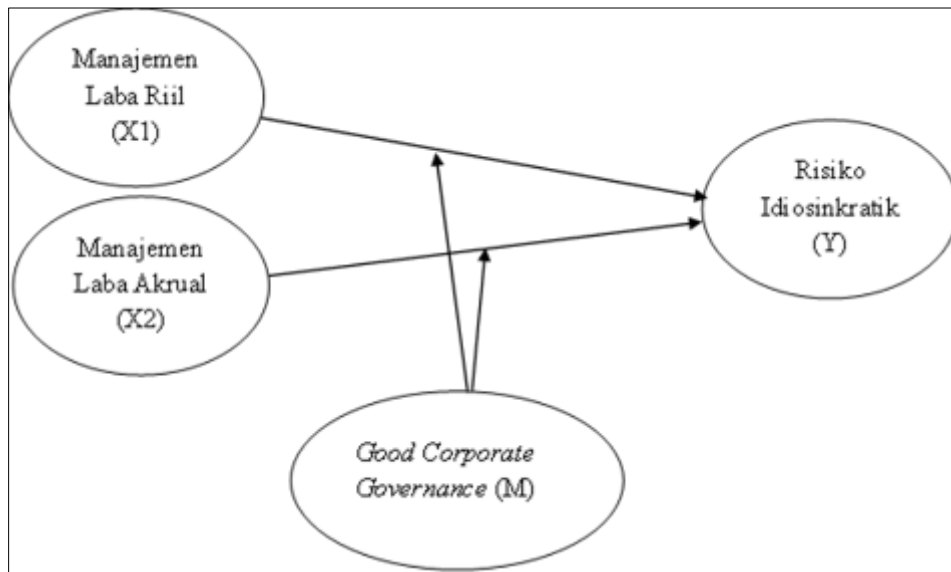 Manajemen
Laba Riil
(X1)
Manajemen
Laba Akrual
(X2)
Risiko
Idiosinkratik
(Y)
Good Corporate
Governance (M)